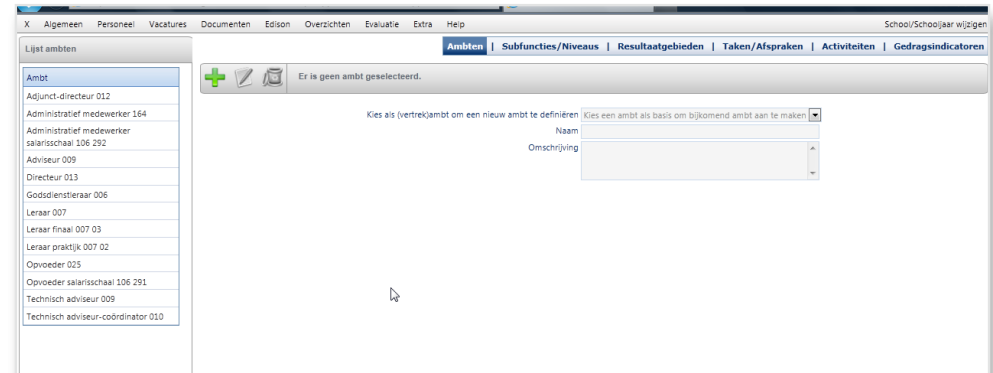 X Algemeen Personeel Vacatures Documenten Edison Overzichten Evaluatie Extra Help School/Schooljaar wijzigen
Lijst ambten
Ambten | Subfuncties/Niveaus | Resultaatgebieden | Taken/Afspraken | Activiteiten | Gedragsindicatoren
Ambt
Adjunct-directeur 012
Administratief medewerker 164
Administratief medewerker
salarisschaal 106 292
Adviseur 009
Directeur 013
Godsdienstleraar 006
Leraar 007
Leraar finaal 007 03
Leraar praktijk 007 02
Opvoeder 025
Opvoeder salarisschaal 106 291
Technisch adviseur 009
Technisch adviseur-coördinator 010
Er is geen ambt geselecteerd.
Kies als (vertrek)ambt om een nieuw ambt te definiëren Kies een ambt als basis om bijkomend ambt aan te maken
Naam
Omschrijving